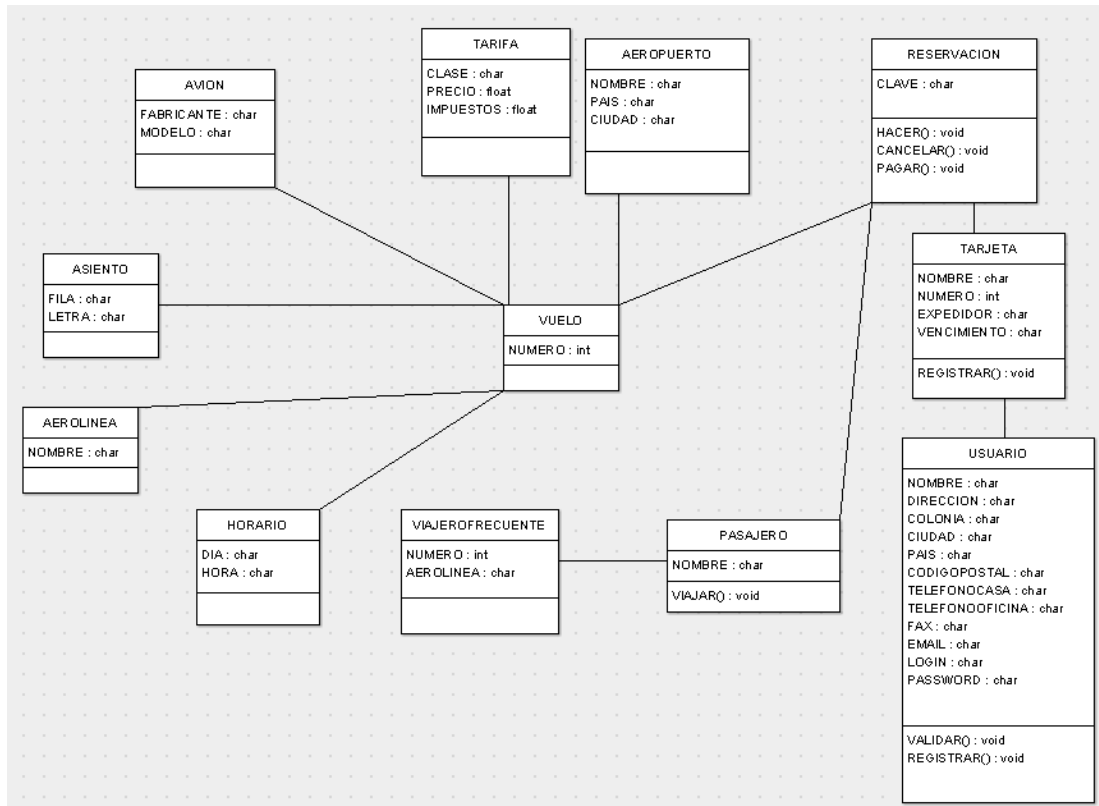 TARIFA
CLASE : char
PRECIO : float
IMPUESTOS : float
AEROPUERTO
NOMBRE : char
PAIS : char
CIUDAD : char
RESERVACION
CLAVE : char
HACER() : void
CANCELAR() : void
PAGAR() : void
AVION
FABRICANTE : char
MODELO : char
TARJETA
NOMBRE : char
NUMERO : int
EXPEDIDOR : char
VENCIMIENTO : char
REGISTRAR() : void
ASIENTO
FILA : char
LETRA : char
VUELO
NUMERO : int
AEROLINEA
NOMBRE : char
USUARIO
NOMBRE : char
DIRECCION : char
COLONIA : char
CIUDAD : char
PAIS : char
CODIGOPOSTAL : char
TELEFONOCASA : char
TELEFONOOFICINA : char
FAX : char
EMAIL : char
LOGIN : char
PASSWORD : char
VALIDAR() : void
REGISTRAR() : void
HORARIO
DIA : char
HORA : char
VIAJEROFRECUENTE
NUMERO : int
AEROLINEA : char
PASAJERO
NOMBRE : char
VIAJAR() : void